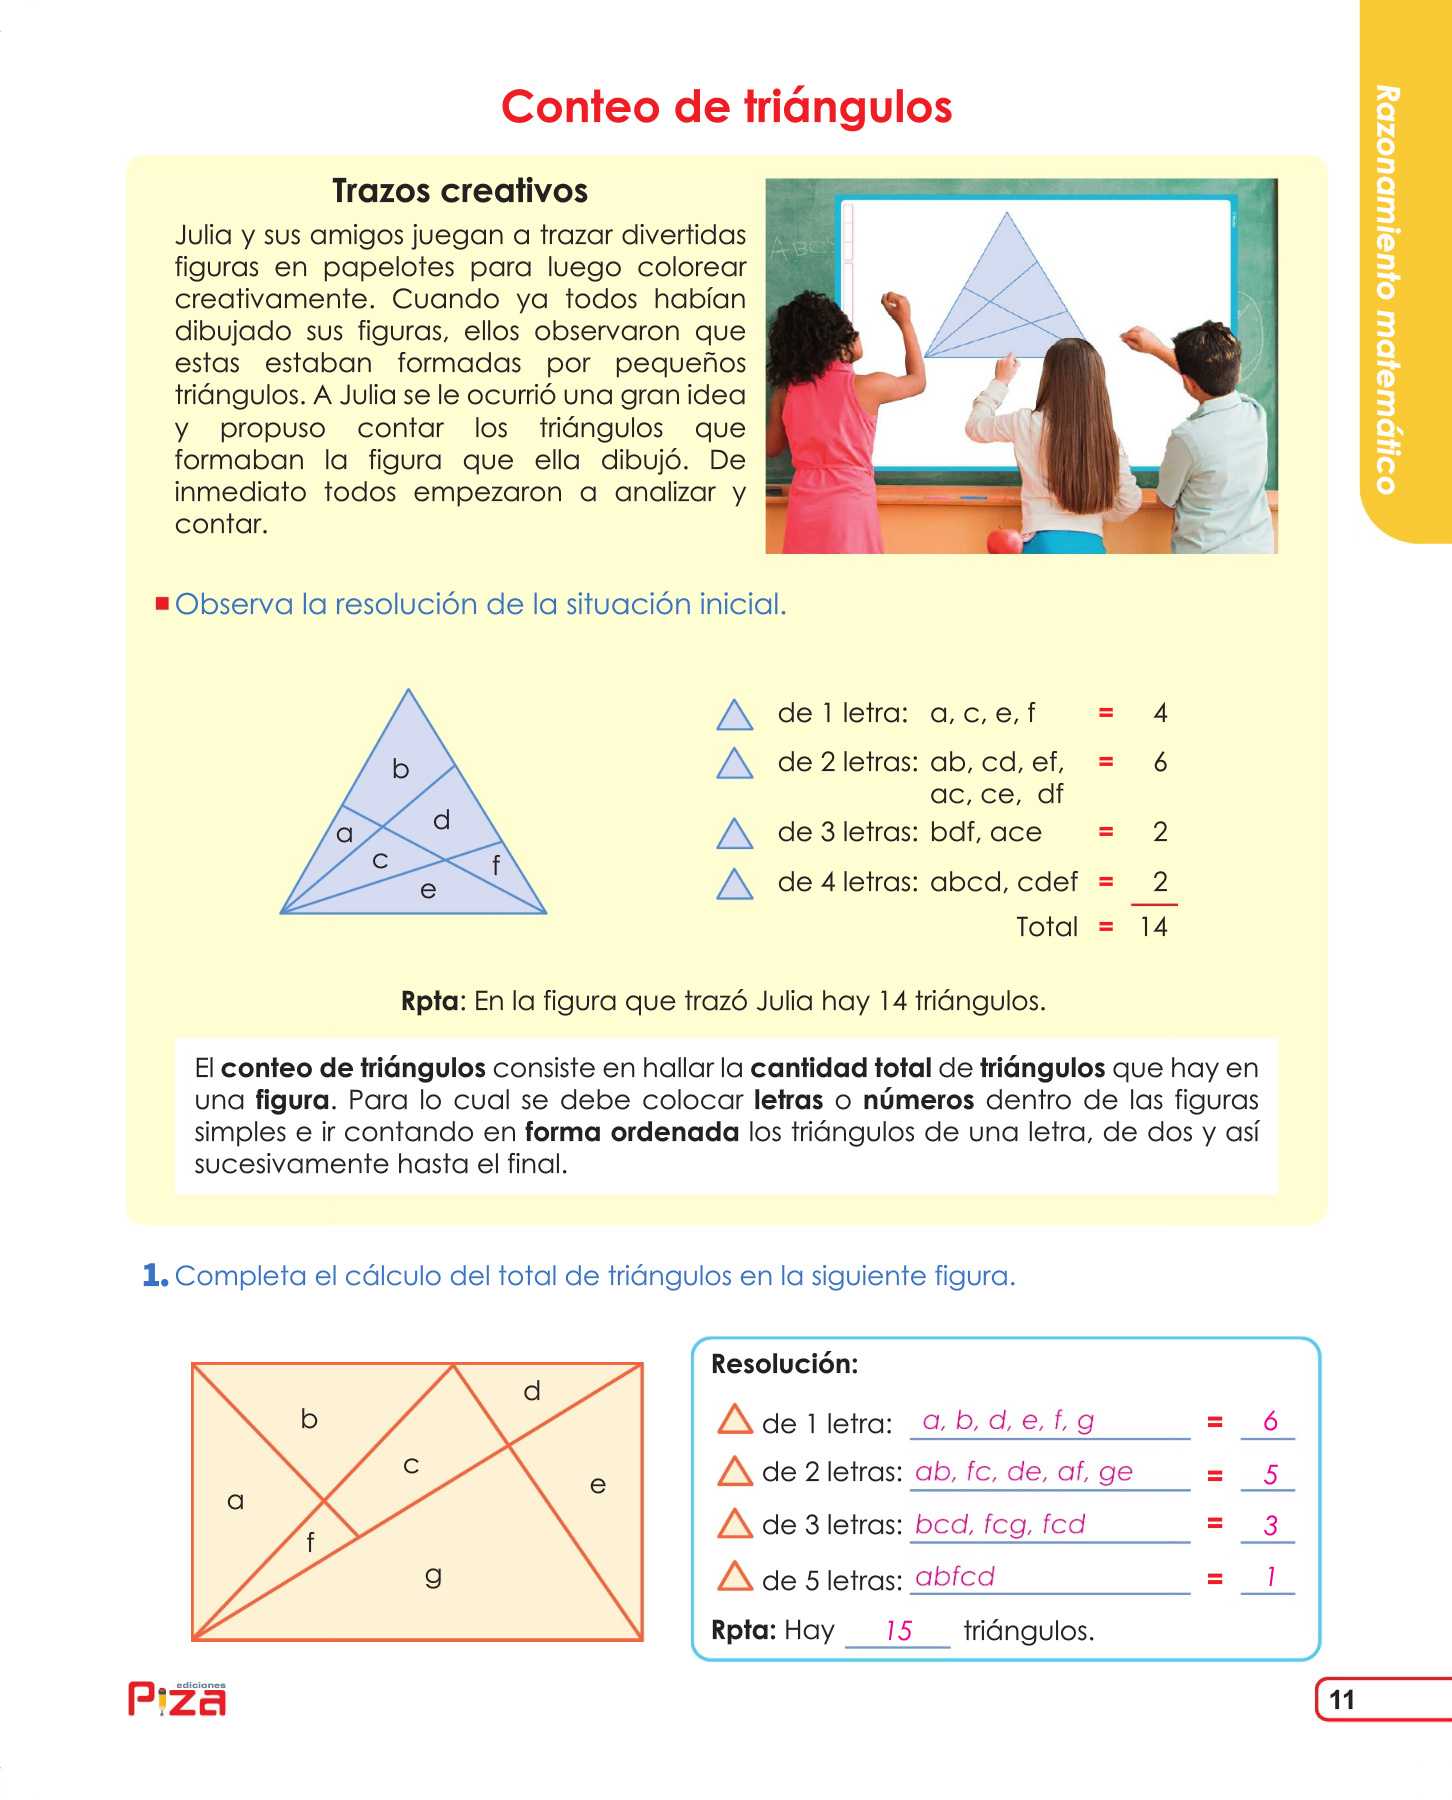 Razonamiento matemático
Conteo de triángulos
Trazos creativos
Julia y sus amigos juegan a trazar divertidas
figuras en papelotes para luego colorear
creativamente. Cuando ya todos habían
dibujado sus figuras, ellos observaron que
estas estaban formadas por pequeños
triángulos. A Julia se le ocurrió una gran idea
y propuso contar los triángulos que
formaban la figura que ella dibujó. De
inmediato todos empezaron a analizar y
contar.
Observa la resolución de la situación inicial.
b
a
d
c
f
e
de 1 letra: a, c, e, f = 4
de 2 letras: ab, cd, ef, = 6
ac, ce, df
de 3 letras: bdf, ace = 2
de 4 letras: abcd, cdef = 2
Total = 14
Rpta: En la figura que trazó Julia hay 14 triángulos.
El conteo de triángulos consiste en hallar la cantidad total de triángulos que hay en
una figura. Para lo cual se debe colocar letras o números dentro de las figuras
simples e ir contando en forma ordenada los triángulos de una letra, de dos y así
sucesivamente hasta el final.
1. Completa el cálculo del total de triángulos en la siguiente figura.
d
b
c
e
a
f
g
Resolución:
de 1 letra: a, b, d, e, f, g = 6
de 2 letras: ab, fc, de, af, ge = 5
de 3 letras: bcd, fcg, fcd = 3
de 5 letras: abfcd = 1
Rpta: Hay 15 triángulos.
ediciones
Piza
11